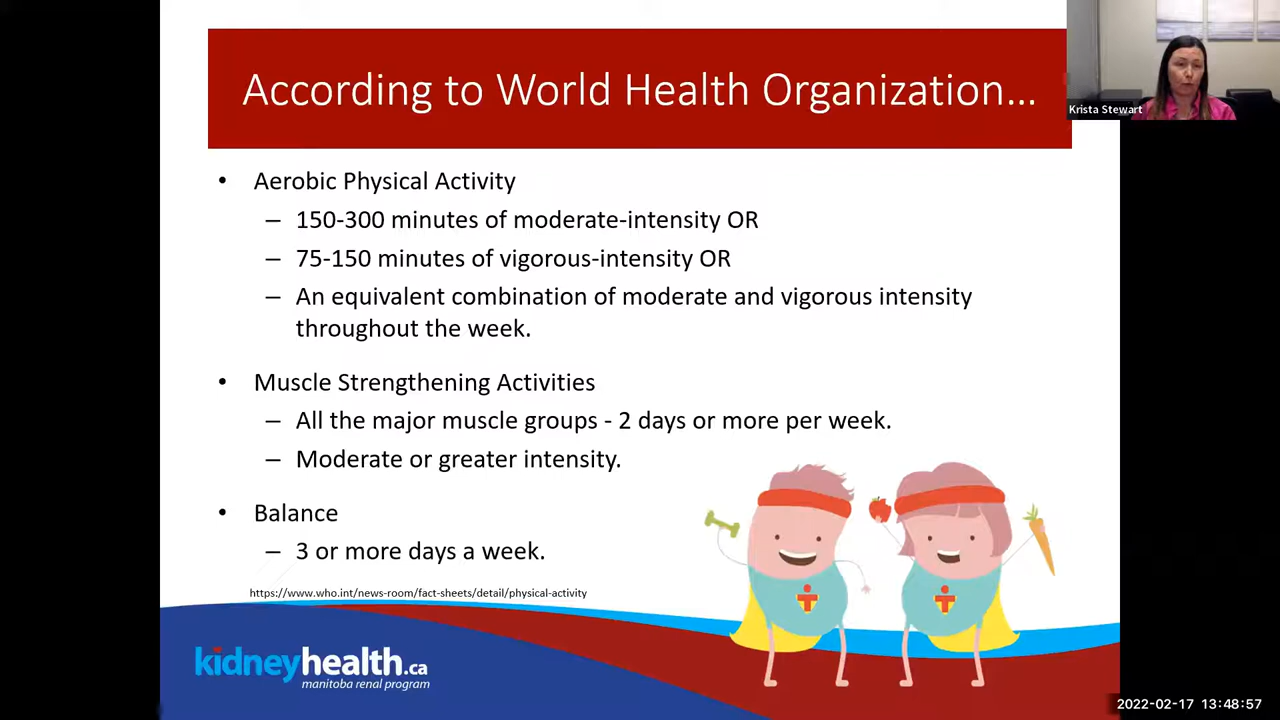 According to World Health Organization...
Krista Stewart
• Aerobic Physical Activity
– 150-300 minutes of moderate-intensity OR
– 75-150 minutes of vigorous-intensity OR
– An equivalent combination of moderate and vigorous intensity
throughout the week.
• Muscle Strengthening Activities
– All the major muscle groups - 2 days or more per week.
– Moderate or greater intensity.
• Balance
– 3 or more days a week.
https://www.who.int/news-room/fact-sheets/detail/physical-activity
kidneyhealth.ca
manitoba renal program
2022-02-17 13:48:57